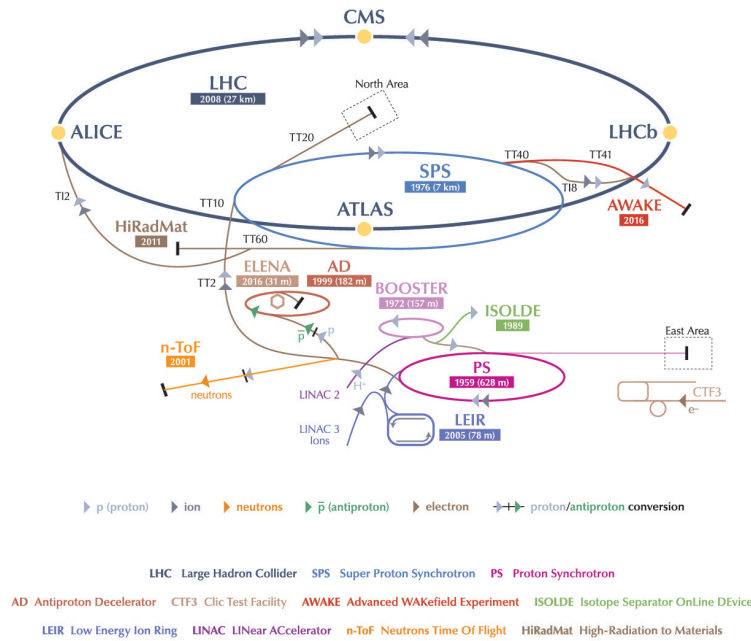 CMS
LHC
2008 (27 km)
North Area
ALICE
LHCb
TT20
TT40
TT41
SPS
1976 (7 km)
TI2
TI8
TT10
AWAKE
2016
ATLAS
HiRadMat
2011
TT60
ELENA
2016 (31 m)
AD
1999 (182 m)
TT2
BOOSTER
1972 (157 m)
ISOLDE
1989
p
p̅
East Area
n-ToF
2001
PS
1959 (628 m)
neutrons
LINAC 2
H⁺
CTF3
e–
LEIR
2005 (78 m)
LINAC 3
Ions
p (proton) ion neutrons p̅ (antiproton) electron proton/antiproton conversion
LHC Large Hadron Collider SPS Super Proton Synchrotron PS Proton Synchrotron
AD Antiproton Decelerator CTF3 Clic Test Facility AWAKE Advanced WAKefield Experiment ISOLDE Isotope Separator OnLine DEvice
LEIR Low Energy Ion Ring LINAC LINear ACcelerator n-ToF Neutrons Time Of Flight HiRadMat High-Radiation to Materials